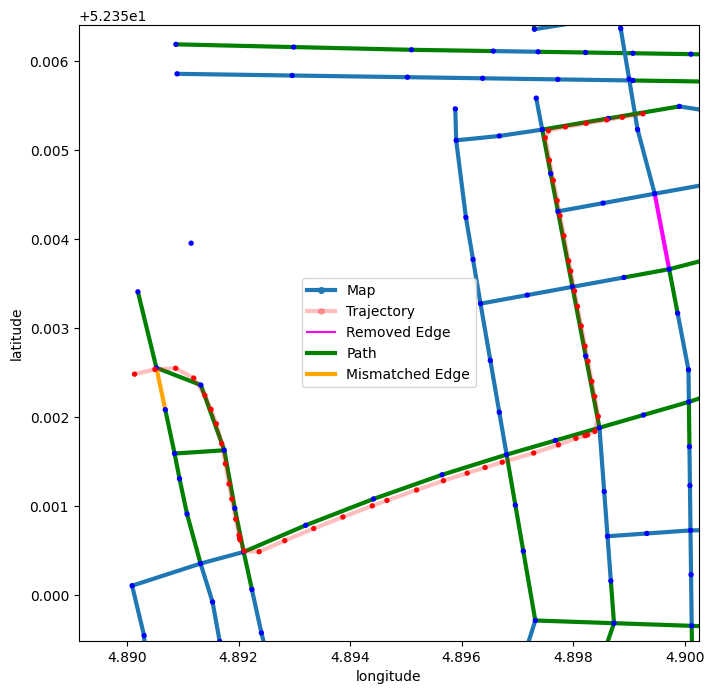 +5.235e1
0.006
0.005
0.004
0.003
0.002
0.001
0.000
latitude
Map
Trajectory
Removed Edge
Path
Mismatched Edge
4.890 4.892 4.894 4.896 4.898 4.900
longitude